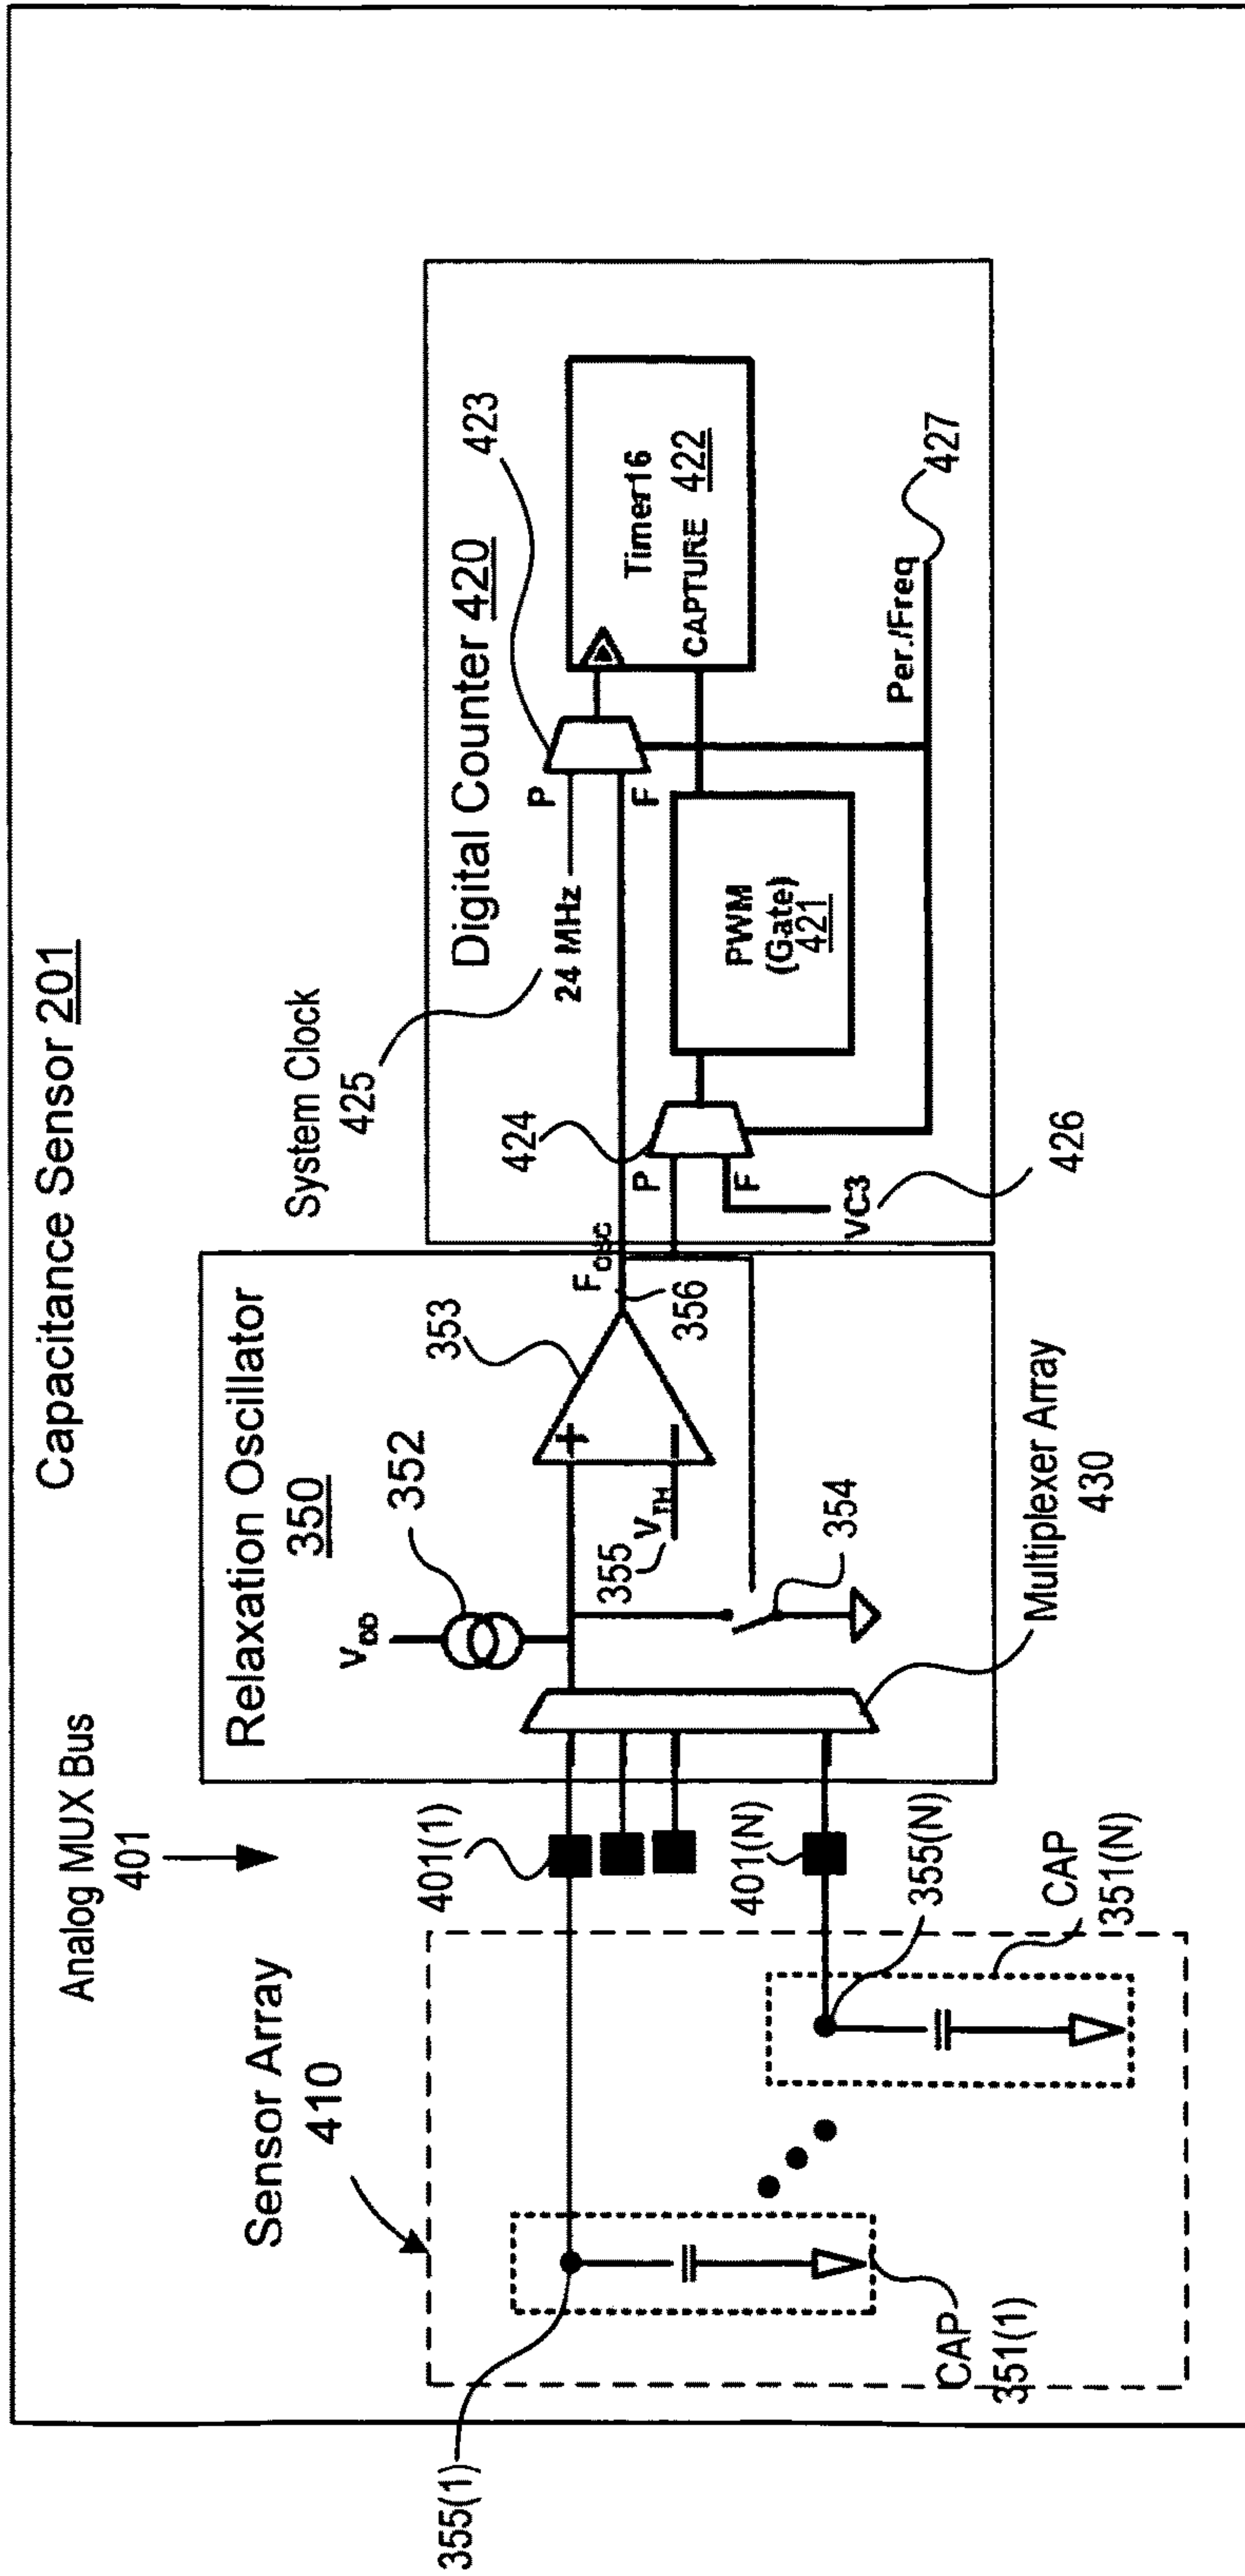 Capacitance Sensor 201
Analog MUX Bus
401
Sensor Array
410
355(1)
CAP
351(1)
CAP
351(N)
355(N)
401(1)
401(N)
Relaxation Oscillator
350
V_DD
352
353
355
V_TH
354
F_OSC
356
Multiplexer Array
430
System Clock
425
Digital Counter 420
424
423
24 MHz
P
F
P
F
VC3
426
PWM
(Gate)
421
Timer16
CAPTURE 422
Per./Freq
427